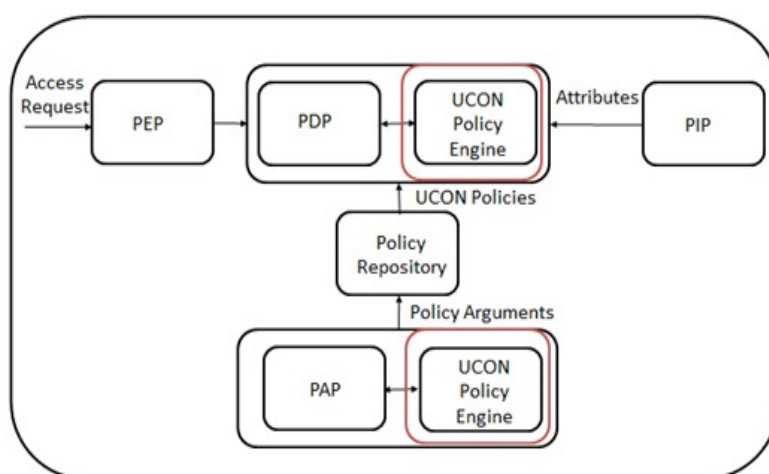 Access
Request
PEP
PDP
UCON
Policy
Engine
Attributes
PIP
UCON Policies
Policy
Repository
Policy Arguments
PAP
UCON
Policy
Engine